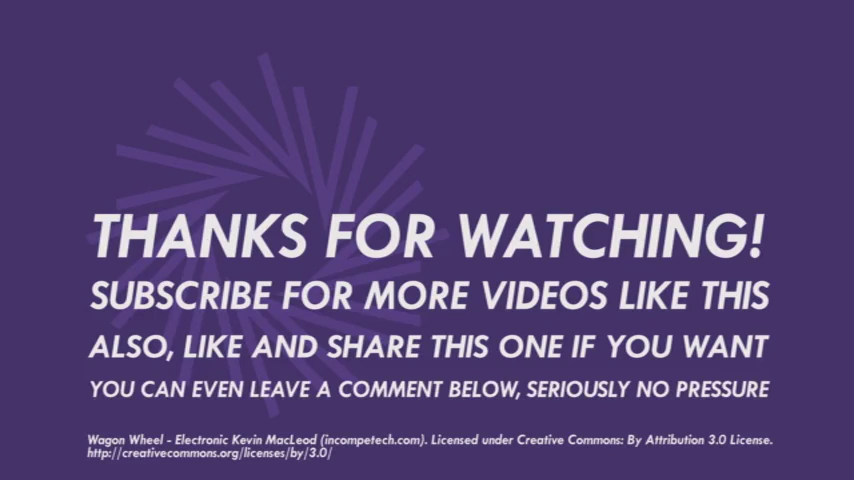 THANKS FOR WATCHING!
SUBSCRIBE FOR MORE VIDEOS LIKE THIS
ALSO, LIKE AND SHARE THIS ONE IF YOU WANT
YOU CAN EVEN LEAVE A COMMENT BELOW, SERIOUSLY NO PRESSURE
Wagon Wheel - Electronic Kevin MacLeod (incompetech.com). Licensed under Creative Commons: By Attribution 3.0 License.
http://creativecommons.org/licenses/by/3.0/